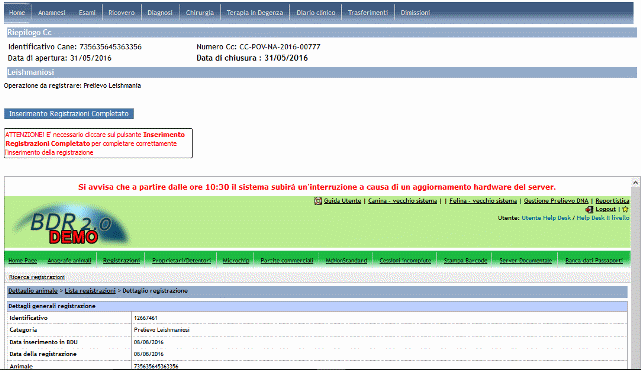 Home Anamnesi Esami Ricovero Diagnosi Chirurgia Terapia in Degenza Diario clinico Trasferimenti Dimissioni
Riepilogo Cc
Identificativo Cane: 735635645363356 Numero Cc: CC-POV-NA-2016-00777
Data di apertura: 31/05/2016 Data di chiusura : 31/05/2016
Leishmaniosi
Operazione da registrare: Prelievo Leishmania
Inserimento Registrazioni Completato
ATTENZIONE! E' necessario cliccare sul pulsante Inserimento
Registrazioni Completato per completare correttamente
l'inserimento della registrazione
Si avvisa che a partire dalle ore 10:30 il sistema subirà un'interruzione a causa di un aggiornamento hardware del server.
Guida Utente | Canina - vecchio sistema | | Felina - vecchio sistema | Gestione Prelievo DNA | Reportistica
Logout |
Utente: Utente Help Desk / Help Desk II livello
BDR 2.0
DEMO
Home Page Anagrafe animali Registrazioni Proprietari/Detentori Microchip Partite commerciali ModonStandard Cessioni Incompiute Stampa Barcode Server Documentale Banca dati Passaporti
Ricerca registrazioni
Dettaglio animale > Lista registrazioni > Dettaglio registrazione
Dettagli generali registrazione
Identificativo 12667461
Categoria Prelievo Leishmaniosi
Data inserimento in BDU 08/08/2016
Data della registrazione 08/08/2016
Animale 735635645363356